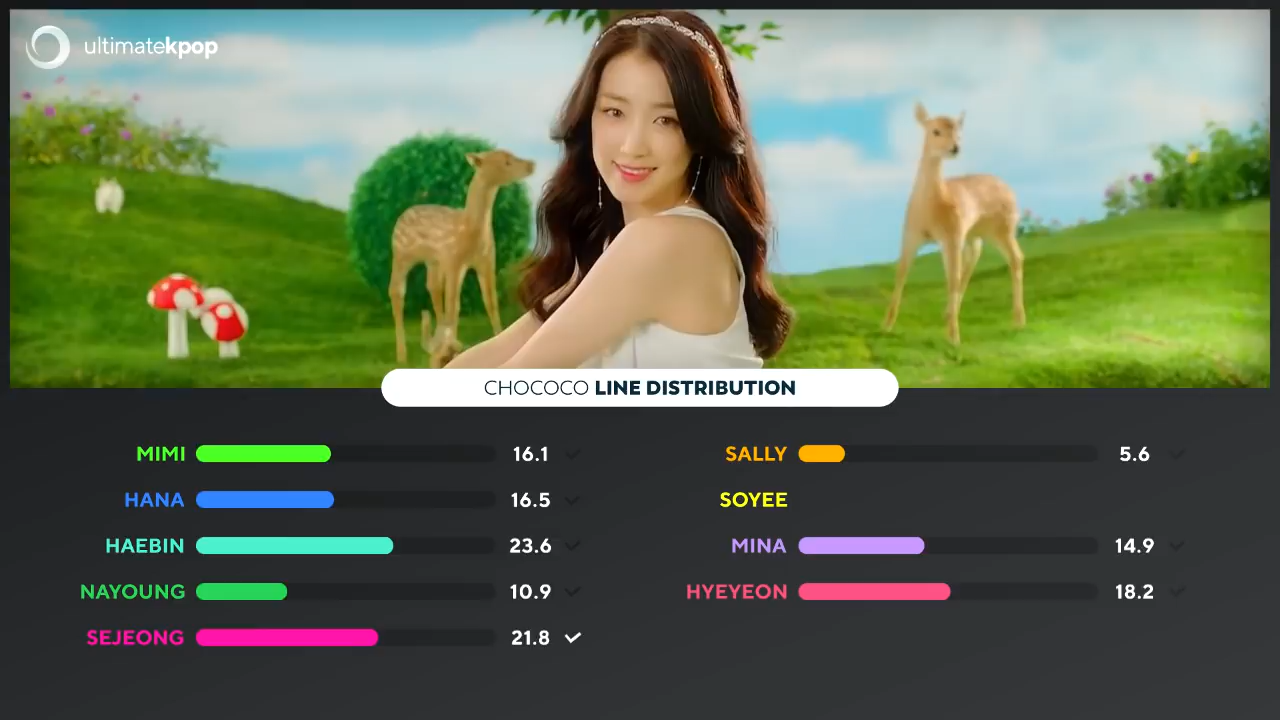 ultimatekpop
CHOCOCO LINE DISTRIBUTION
MIMI 16.1
HANA 16.5
HAEBIN 23.6
NAYOUNG 10.9
SEJEONG 21.8
SALLY 5.6
SOYEE
MINA 14.9
HYEYEON 18.2